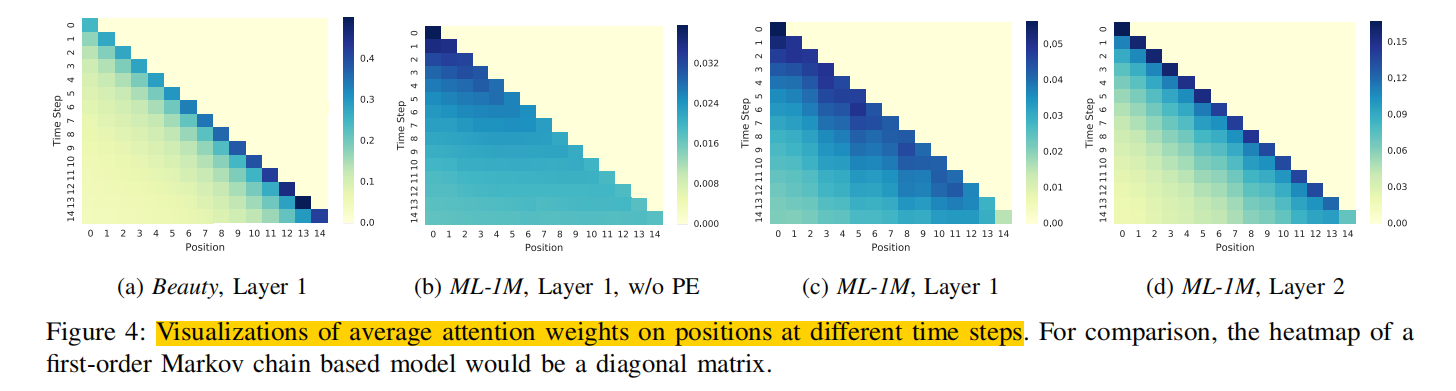 0.4
0.3
0.2
0.1
0.0
Time Step
0 1 2 3 4 5 6 7 8 9 10 11 12 13 14
0 1 2 3 4 5 6 7 8 9 10 11 12 13 14
Position
0.032
0.024
0.016
0.008
0.000
Time Step
0 1 2 3 4 5 6 7 8 9 10 11 12 13 14
0 1 2 3 4 5 6 7 8 9 10 11 12 13 14
Position
0.05
0.04
0.03
0.02
0.01
0.00
Time Step
0 1 2 3 4 5 6 7 8 9 10 11 12 13 14
0 1 2 3 4 5 6 7 8 9 10 11 12 13 14
Position
0.15
0.12
0.09
0.06
0.03
0.00
Time Step
0 1 2 3 4 5 6 7 8 9 10 11 12 13 14
0 1 2 3 4 5 6 7 8 9 10 11 12 13 14
Position
(a) Beauty, Layer 1
(b) ML-1M, Layer 1, w/o PE
(c) ML-1M, Layer 1
(d) ML-1M, Layer 2
Figure 4: Visualizations of average attention weights on positions at different time steps. For comparison, the heatmap of a
first-order Markov chain based model would be a diagonal matrix.